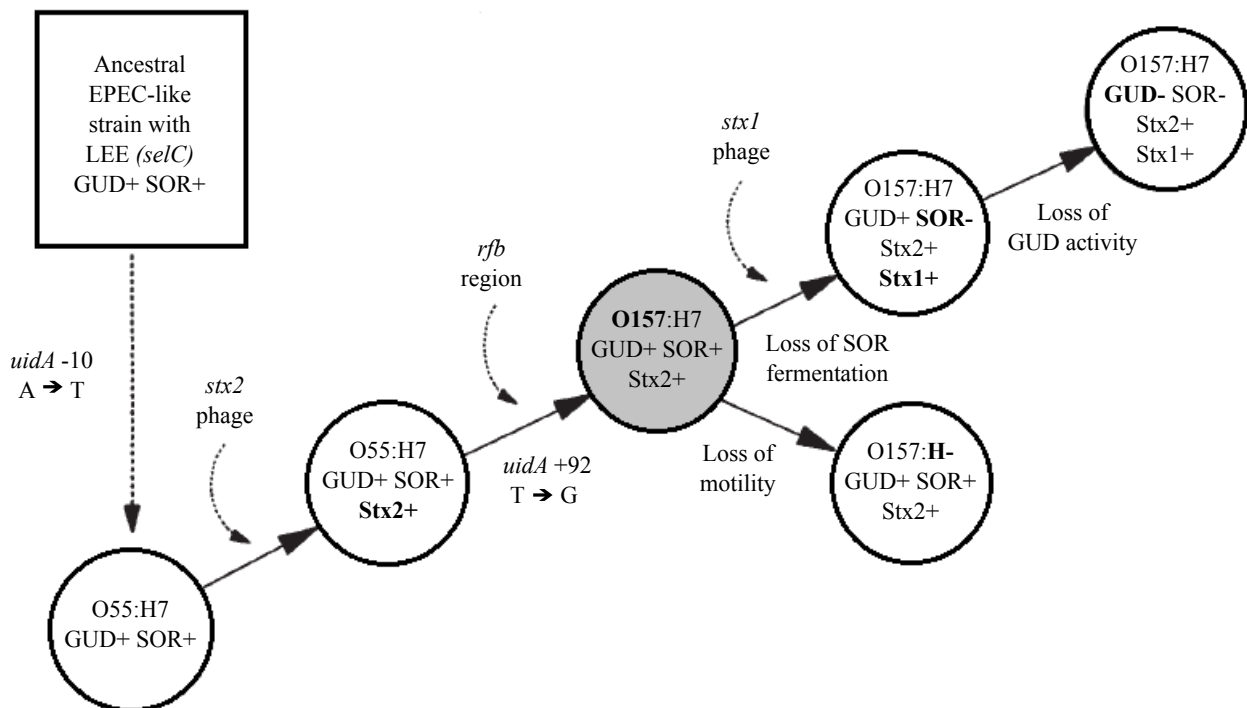 Ancestral
EPEC-like
strain with
LEE (selC)
GUD+ SOR+
uidA -10
A ➔ T
O55:H7
GUD+ SOR+
stx2
phage
O55:H7
GUD+ SOR+
Stx2+
rfb
region
uidA +92
T ➔ G
O157:H7
GUD+ SOR+
Stx2+
stx1
phage
Loss of SOR
fermentation
Loss of
motility
O157:H7
GUD+ SOR-
Stx2+
Stx1+
O157:H-
GUD+ SOR+
Stx2+
Loss of
GUD activity
O157:H7
GUD- SOR-
Stx2+
Stx1+